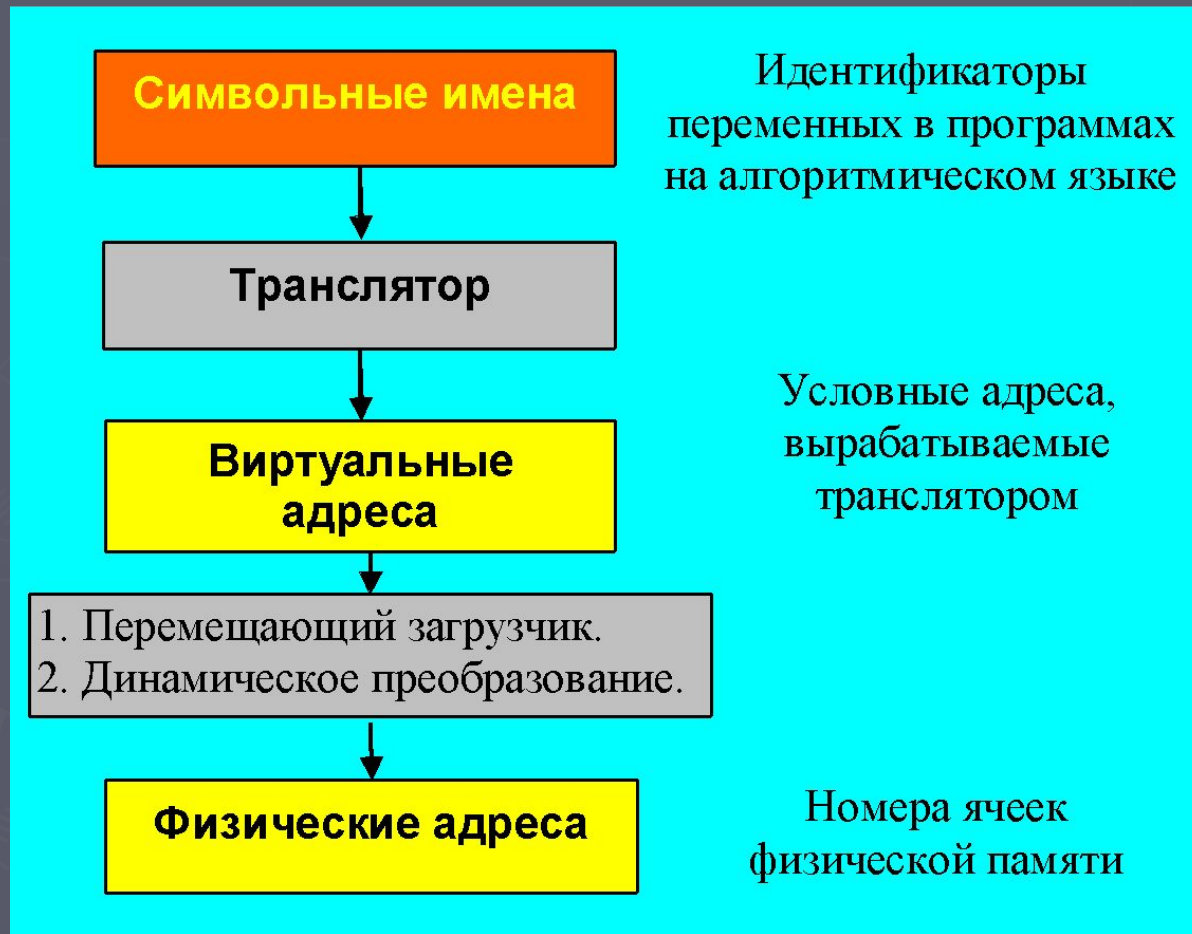 Символьные имена
Идентификаторы
переменных в программах
на алгоритмическом языке
Транслятор
Виртуальные
адреса
Условные адреса,
вырабатываемые
транслятором
1. Перемещающий загрузчик.
2. Динамическое преобразование.
Физические адреса
Номера ячеек
физической памяти